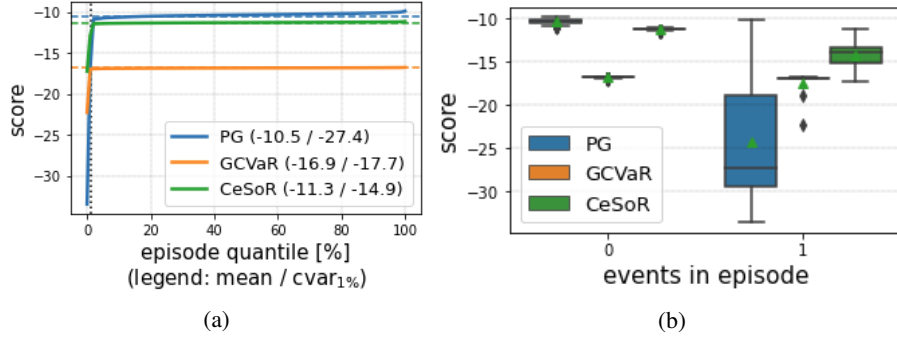 −10
−15
−20
−25
−30
score
PG (-10.5 / -27.4)
GCVaR (-16.9 / -17.7)
CeSoR (-11.3 / -14.9)
0
20
40
60
80
100
episode quantile [%]
(legend: mean / cvar1%)
(a)
−10
−15
−20
−25
−30
score
PG
GCVaR
CeSoR
0
1
events in episode
(b)